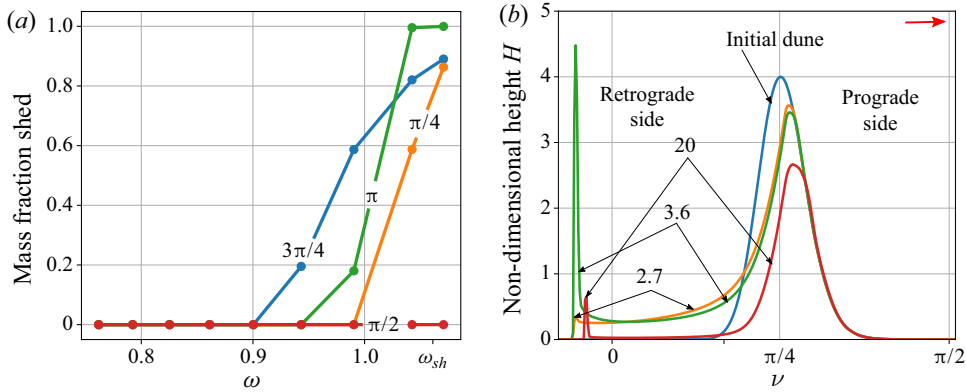 (a)
Mass fraction shed
1.0
0.8
0.6
0.4
0.2
0
π/4
π
3π/4
π/2
0.8
0.9
1.0
ω_sh
ω
(b)
Non-dimensional height H
5
4
3
2
1
0
Initial dune
Retrograde
side
Prograde
side
20
3.6
2.7
0
π/4
π/2
ν